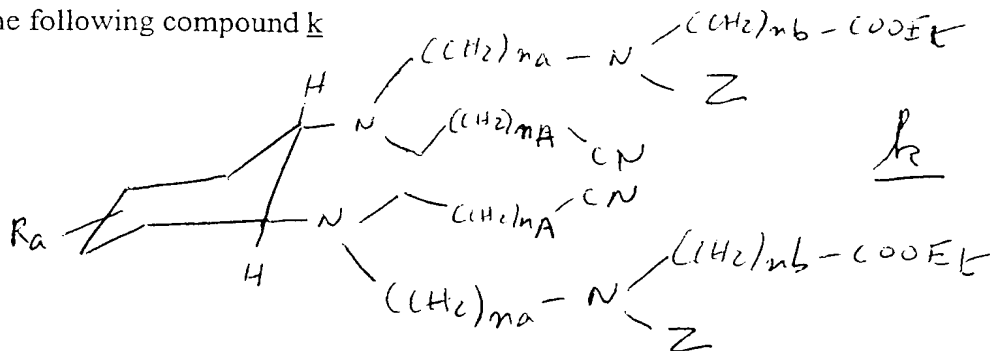 he following compound k
((CH2)nb – COOEt
((CH2)na – N
Z
H
N
((CH2)nA
CN
k
CN
Ra
N
((CH2)nA
H
((CH2)nb – COOEt
((CH2)na – N
Z